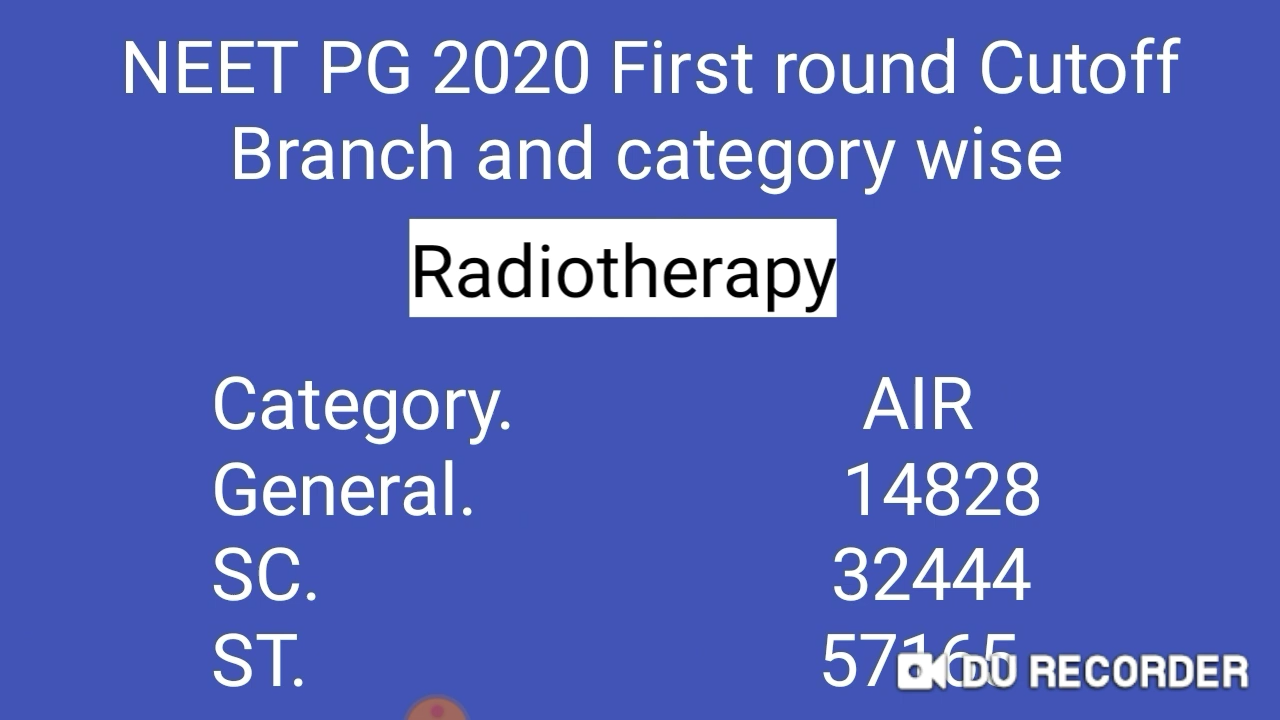 NEET PG 2020 First round Cutoff
Branch and category wise
Radiotherapy
Category. AIR
General. 14828
SC. 32444
ST. 57165
DU RECORDER